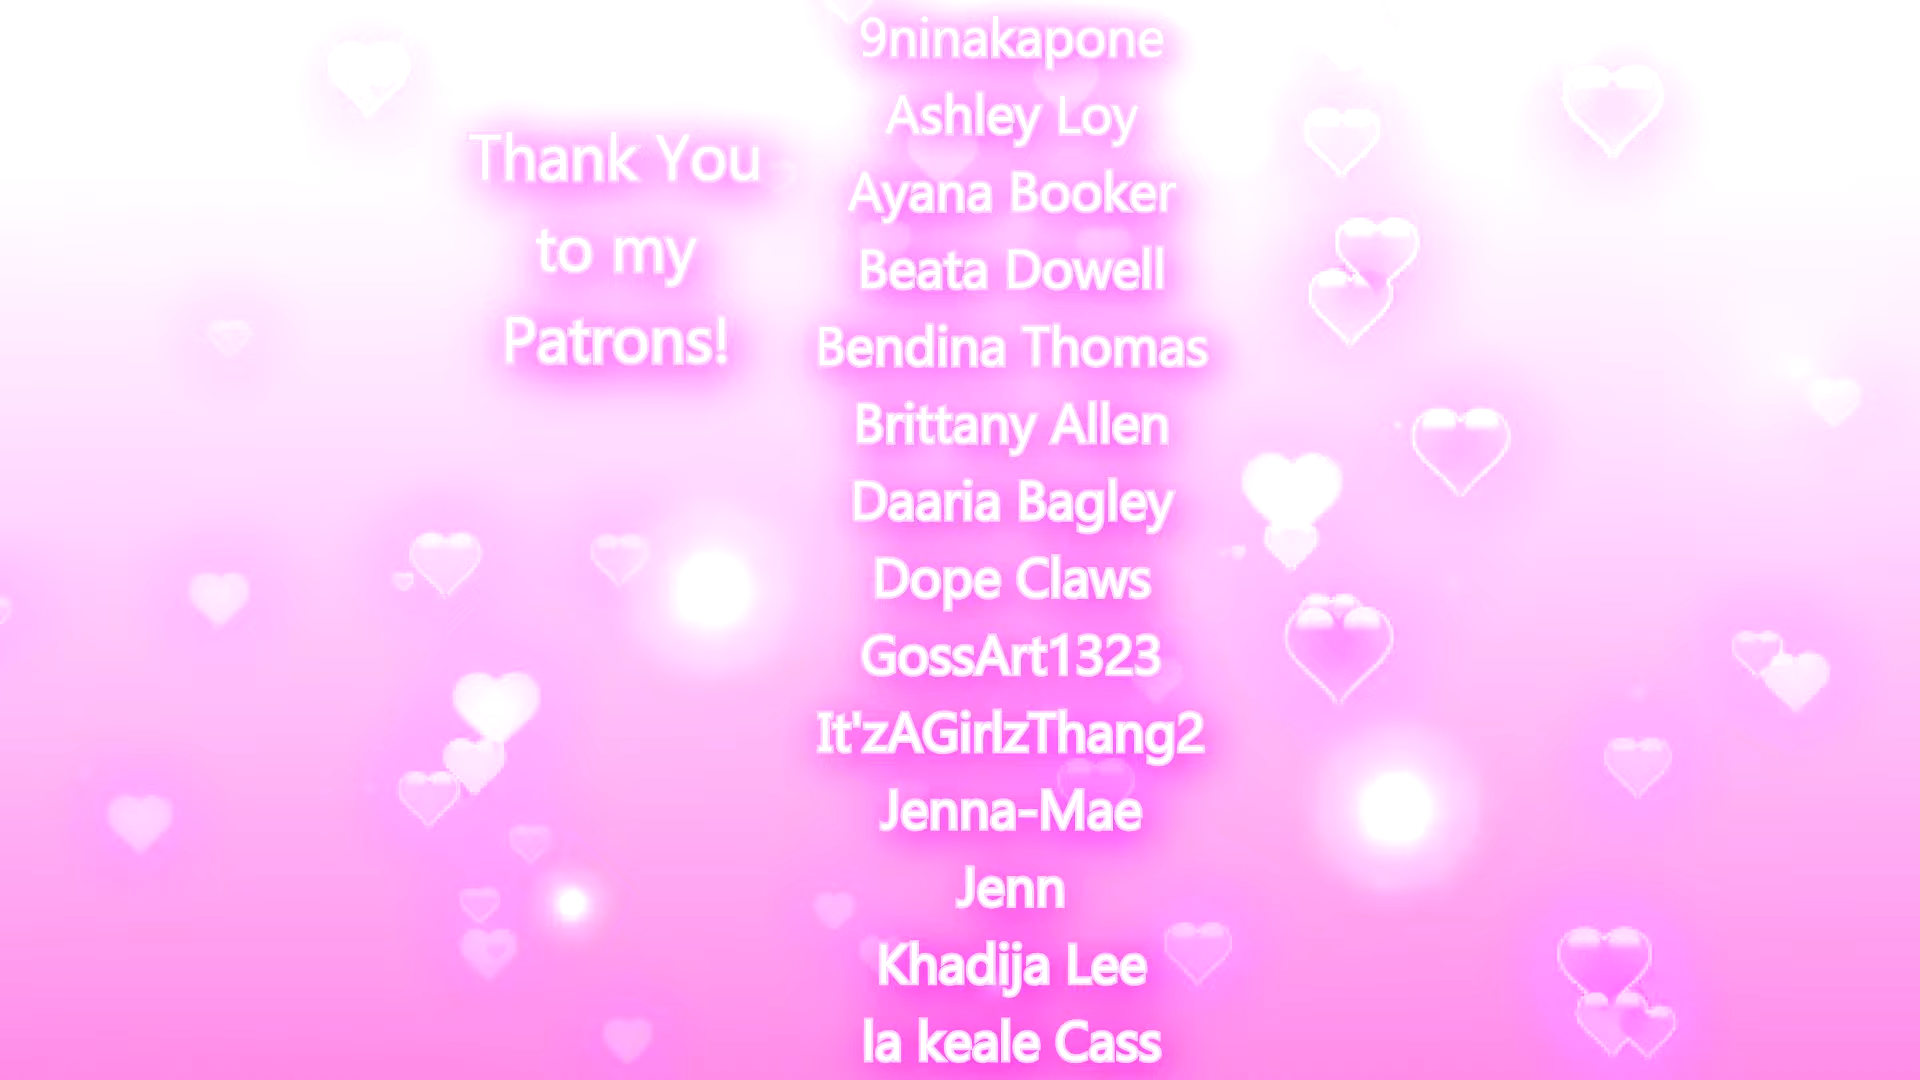 Thank You
to my
Patrons!
9ninakapone
Ashley Loy
Ayana Booker
Beata Dowell
Bendina Thomas
Brittany Allen
Daaria Bagley
Dope Claws
GossArt1323
It'zAGirlzThang2
Jenna-Mae
Jenn
Khadija Lee
la keale Cass